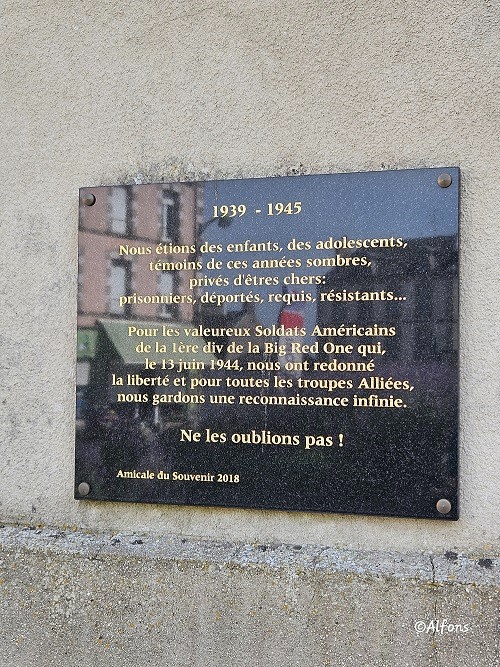 1939 - 1945
Nous étions des enfants, des adolescents,
témoins de ces années sombres,
privés d'êtres chers:
prisonniers, déportés, requis, résistants...
Pour les valeureux Soldats Américains
de la 1ère div de la Big Red One qui,
le 13 juin 1944, nous ont redonné
la liberté et pour toutes les troupes Alliées,
nous gardons une reconnaissance infinie.
Ne les oublions pas !
Amicale du Souvenir 2018
©Alfons